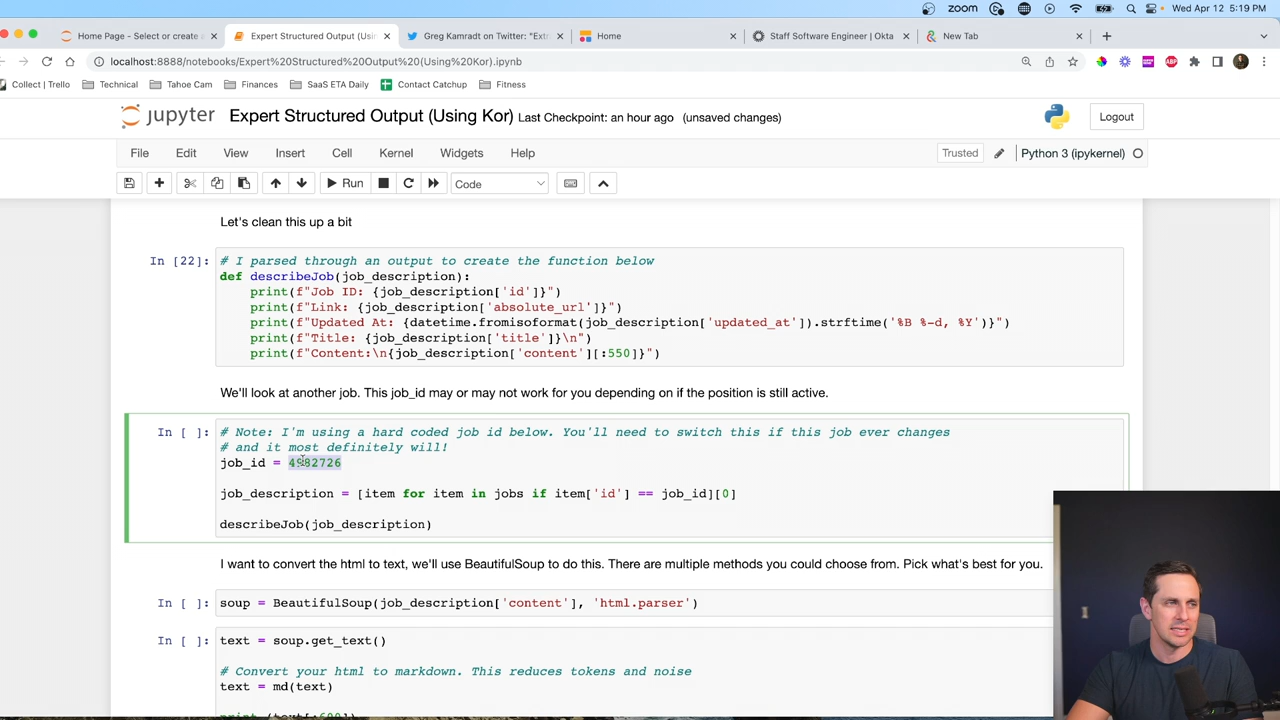 zoom
Wed Apr 12 5:19 PM
Home Page - Select or create a
Expert Structured Output (Usin
Greg Kamradt on Twitter: "Extr
Home
Staff Software Engineer | Okta
New Tab
localhost:8888/notebooks/Expert%20Structured%20Output%20(Using%20Kor).ipynb
Collect | Trello
Technical
Tahoe Cam
Finances
SaaS ETA Daily
Contact Catchup
Fitness
jupyter
Expert Structured Output (Using Kor) Last Checkpoint: an hour ago (unsaved changes)
Logout
File Edit View Insert Cell Kernel Widgets Help
Trusted
Python 3 (ipykernel)
Run
Code
Let's clean this up a bit
In [22]: # I parsed through an output to create the function below
def describeJob(job_description):
print(f"Job ID: {job_description['id']}")
print(f"Link: {job_description['absolute_url']}")
print(f"Updated At: {datetime.fromisoformat(job_description['updated_at']).strftime('%B %-d, %Y')}")
print(f"Title: {job_description['title']}\n")
print(f"Content:\n{job_description['content'][:550]}")
We'll look at another job. This job_id may or may not work for you depending on if the position is still active.
In [ ]: # Note: I'm using a hard coded job id below. You'll need to switch this if this job ever changes
# and it most definitely will!
job_id = 4982726
job_description = [item for item in jobs if item['id'] == job_id][0]
describeJob(job_description)
I want to convert the html to text, we'll use BeautifulSoup to do this. There are multiple methods you could choose from. Pick what's best for you.
In [ ]: soup = BeautifulSoup(job_description['content'], 'html.parser')
In [ ]: text = soup.get_text()
# Convert your html to markdown. This reduces tokens and noise
text = md(text)
print (text[:600])